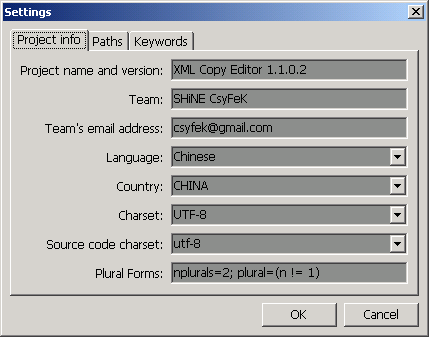 Settings
Project info Paths Keywords
Project name and version: XML Copy Editor 1.1.0.2
Team: SHiNE CsyFeK
Team's email address: csyfek@gmail.com
Language: Chinese
Country: CHINA
Charset: UTF-8
Source code charset: utf-8
Plural Forms: nplurals=2; plural=(n != 1)
OK Cancel